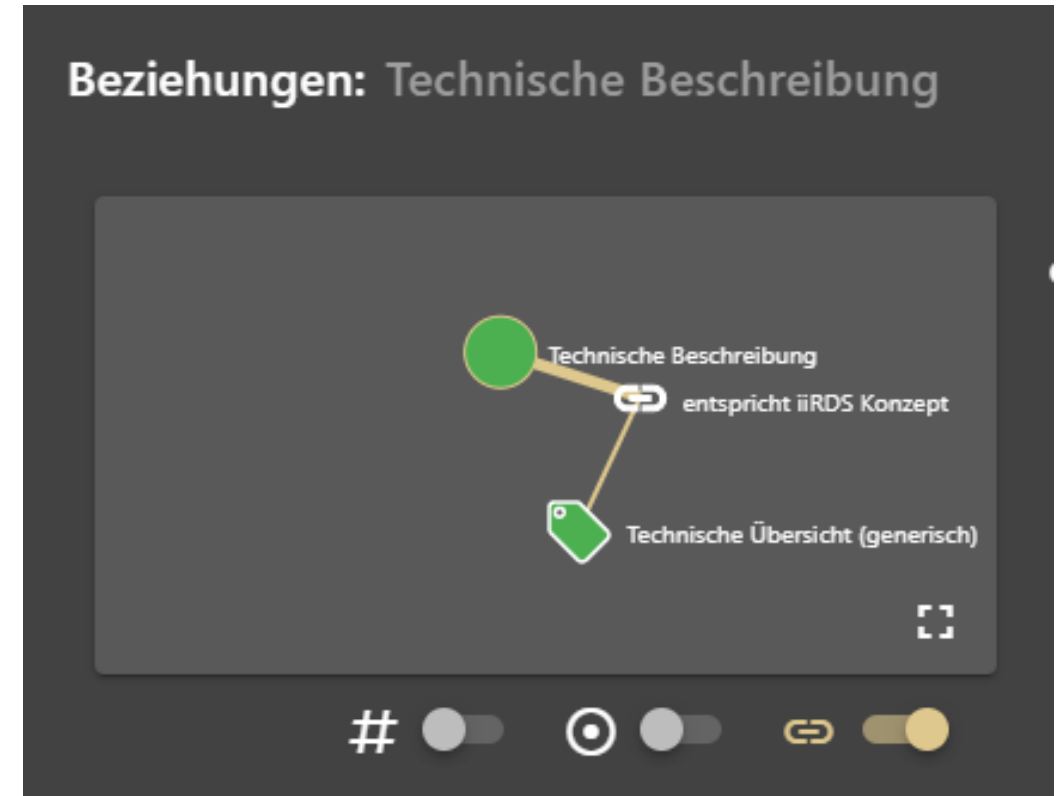 Beziehungen: Technische Beschreibung
Technische Beschreibung
entspricht iiRDS Konzept
Technische Übersicht (generisch)
#